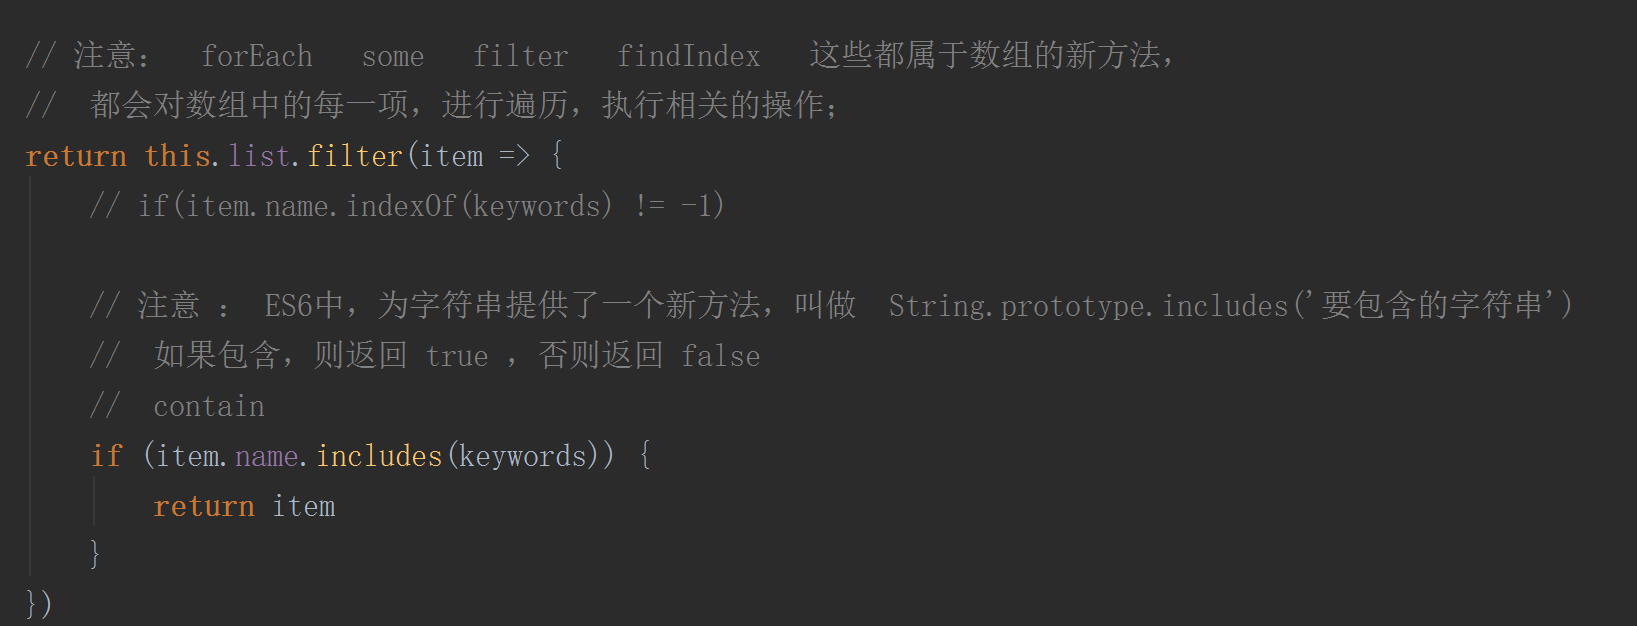 // 注意： forEach some filter findIndex 这些都属于数组的新方法，
// 都会对数组中的每一项，进行遍历，执行相关的操作；
return this.list.filter(item => {
// if(item.name.indexOf(keywords) != -1)
// 注意 ： ES6中，为字符串提供了一个新方法，叫做 String.prototype.includes('要包含的字符串')
// 如果包含，则返回 true ，否则返回 false
// contain
if (item.name.includes(keywords)) {
return item
}
})